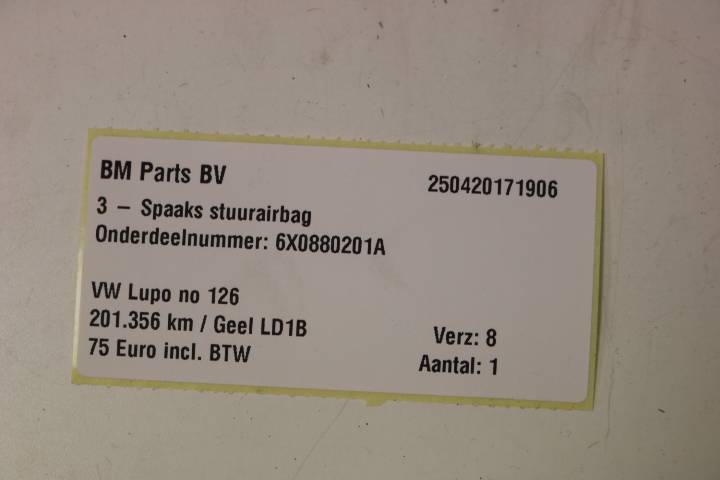 BM Parts BV
250420171906
3 – Spaaks stuurairbag
Onderdeelnummer: 6X0880201A
VW Lupo no 126
201.356 km / Geel LD1B
75 Euro incl. BTW
Verz: 8
Aantal: 1